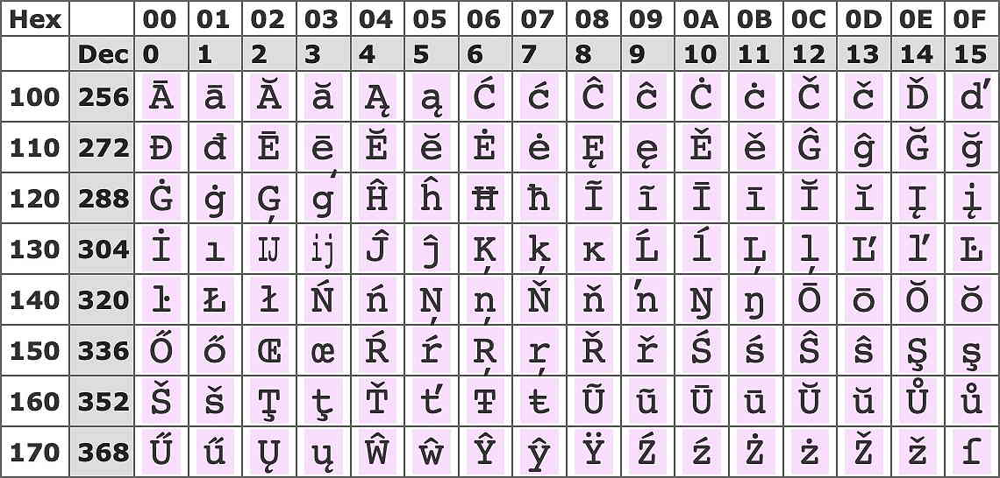 Hex 00 01 02 03 04 05 06 07 08 09 0A 0B 0C 0D 0E 0F
Dec 0 1 2 3 4 5 6 7 8 9 10 11 12 13 14 15
100 256 Ā ā Ă ă Ą ą Ć ć Ĉ ĉ Ċ ċ Č č Ď ď
110 272 Đ đ Ē ē Ĕ ĕ Ė ė Ę ę Ě ě Ĝ ĝ Ğ ğ
120 288 Ġ ġ Ģ ģ Ĥ ĥ Ħ ħ Ĩ ĩ Ī ī Ĭ ĭ Į į
130 304 İ ı IJ ij Ĵ ĵ Ķ ķ ĸ Ĺ ĺ Ļ ļ Ľ ľ Ŀ
140 320 ŀ Ł ł Ń ń Ņ ņ Ň ň ʼn Ŋ ŋ Ō ō Ŏ ŏ
150 336 Ő ő Œ œ Ŕ ŕ Ŗ ŗ Ř ř Ś ś Ŝ ŝ Ş ş
160 352 Š š Ţ ţ Ť ť Ŧ ŧ Ũ ũ Ū ū Ŭ ŭ Ů ů
170 368 Ű ű Ų ų Ŵ ŵ Ŷ ŷ Ÿ Ź ź Ż ż Ž ž ſ